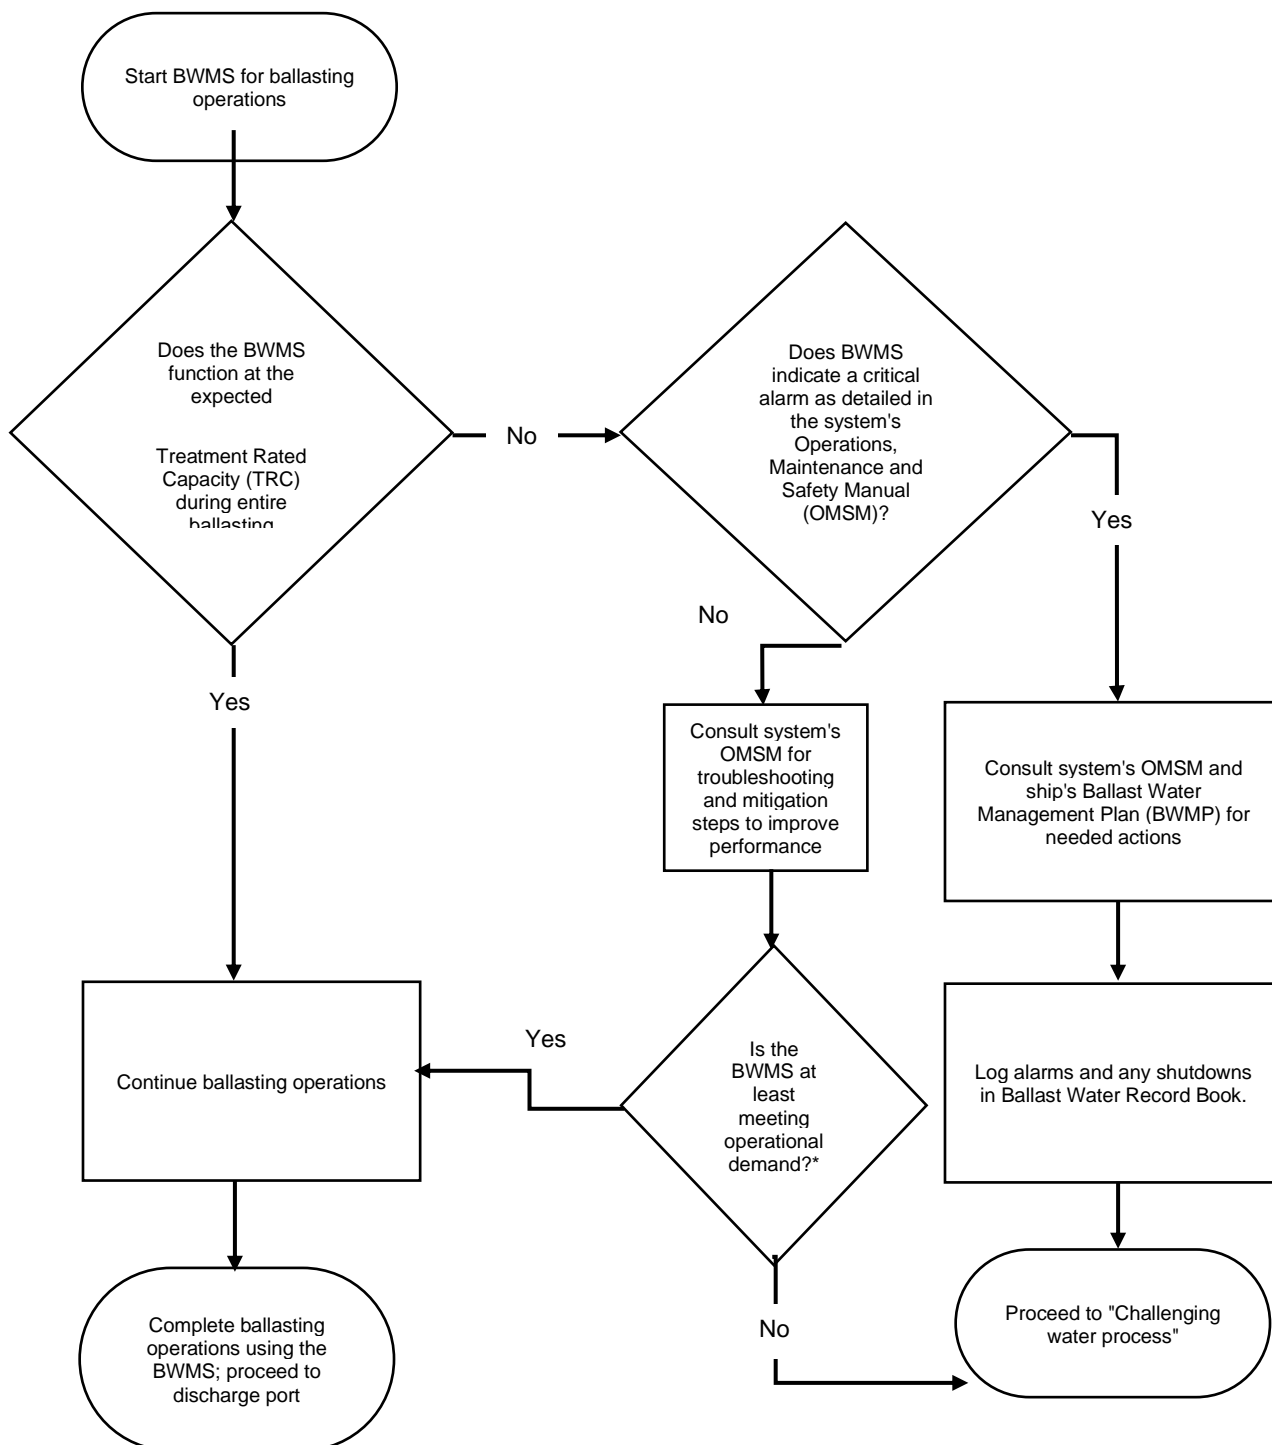 Start BWMS for ballasting
operations
Does the BWMS
function at the
expected
Treatment Rated
Capacity (TRC)
during entire
ballasting
No
Does BWMS
indicate a critical
alarm as detailed in
the system's
Operations,
Maintenance and
Safety Manual
(OMSM)?
Yes
No
Yes
Consult system's
OMSM for
troubleshooting
and mitigation
steps to improve
performance
Consult system's OMSM and
ship's Ballast Water
Management Plan (BWMP) for
needed actions
Continue ballasting operations
Yes
Is the
BWMS at
least
meeting
operational
demand?*
Log alarms and any shutdowns
in Ballast Water Record Book.
No
Complete ballasting
operations using the
BWMS; proceed to
discharge port
Proceed to "Challenging
water process"